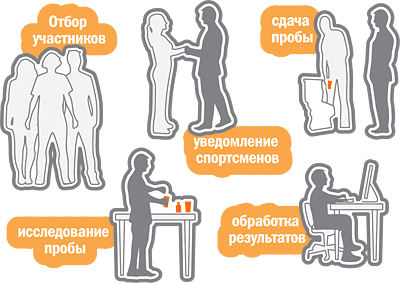 Отбор
участников
сдача
пробы
уведомление
спортсменов
исследование
пробы
обработка
результатов